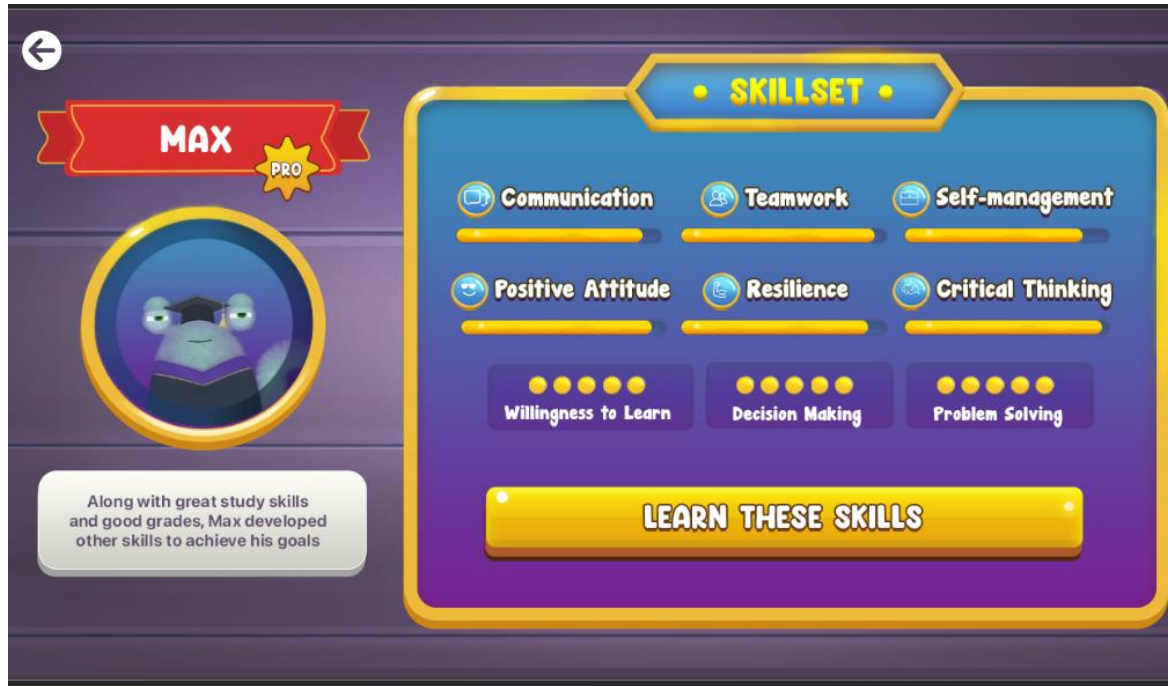 MAX
PRO
Along with great study skills
and good grades, Max developed
other skills to achieve his goals
SKILLSET
Communication
Teamwork
Self-management
Positive Attitude
Resilience
Critical Thinking
Willingness to Learn
Decision Making
Problem Solving
LEARN THESE SKILLS